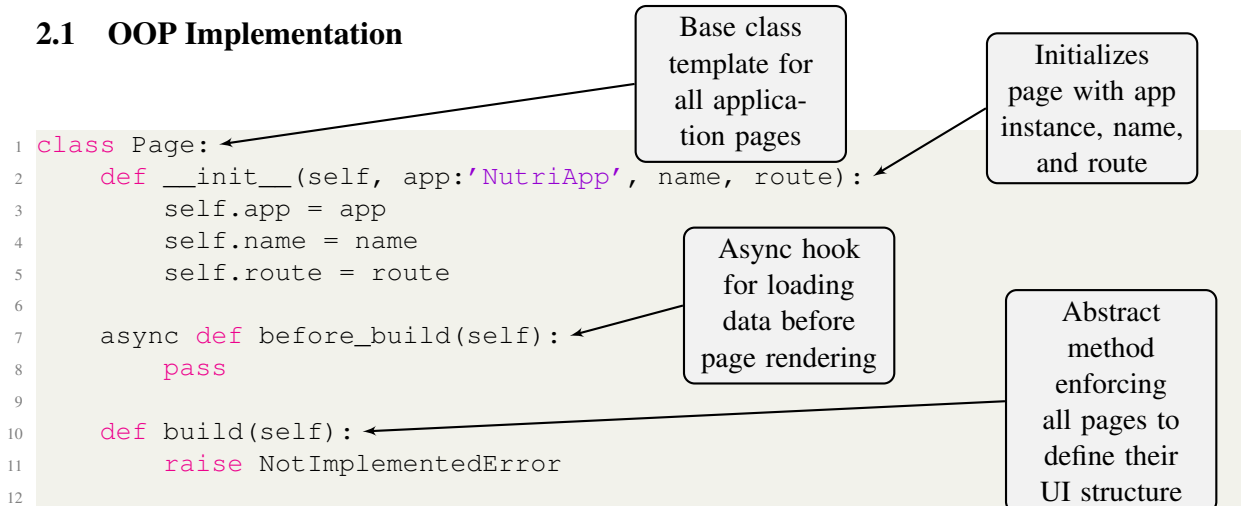 2.1 OOP Implementation
Base class
template for
all applica-
tion pages
Initializes
page with app
instance, name,
and route
1 class Page:
2 def __init__(self, app:'NutriApp', name, route):
3 self.app = app
4 self.name = name
5 self.route = route
6
Async hook
for loading
data before
page rendering
7 async def before_build(self):
8 pass
9
Abstract
method
enforcing
all pages to
define their
UI structure
10 def build(self):
11 raise NotImplementedError
12